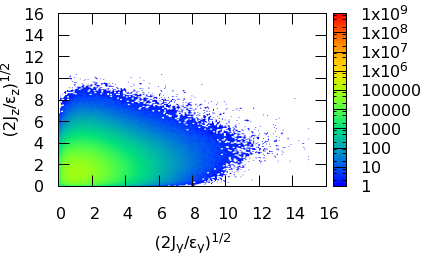 16
14
12
10
8
6
4
2
0
(2J_z/ε_z)^1/2
0 2 4 6 8 10 12 14 16
(2J_y/ε_y)^1/2
1x10^9
1x10^8
1x10^7
1x10^6
100000
10000
1000
100
10
1